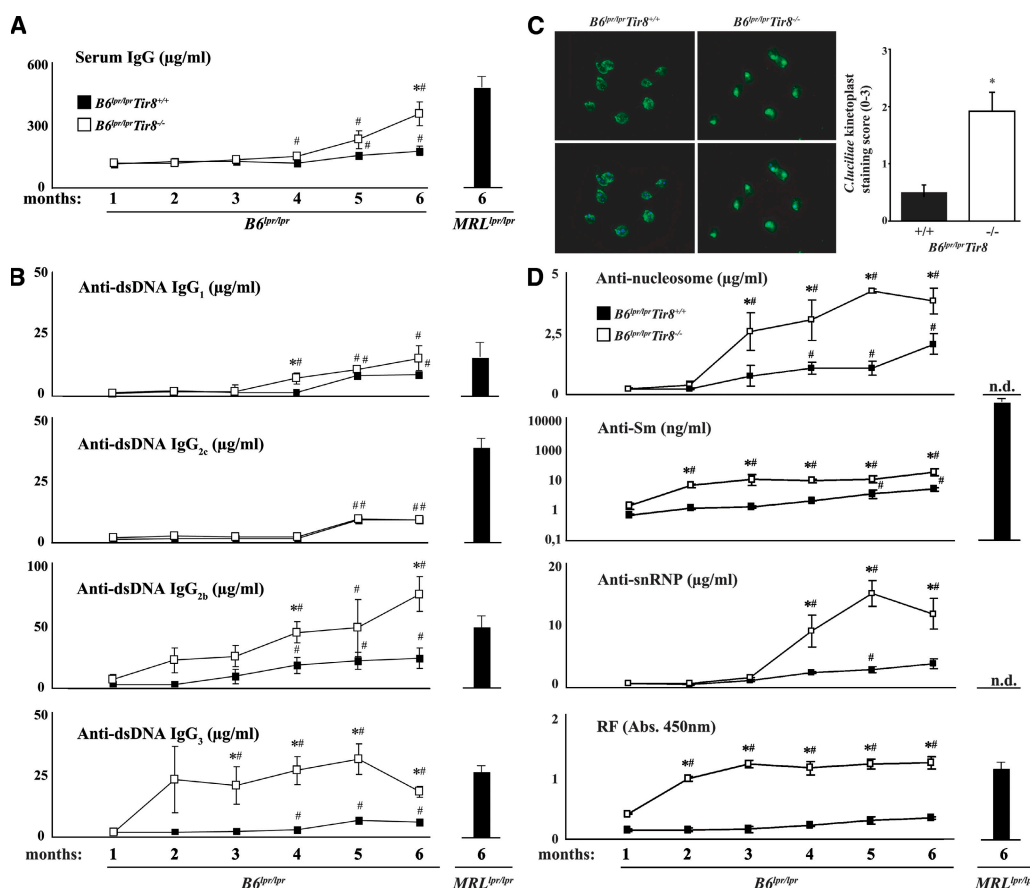 A
Serum IgG (µg/ml)
600
300
0
B6lpr/lprTir8+/+
B6lpr/lprTir8-/-
# # # *# #
months: 1 2 3 4 5 6 6
B6lpr/lpr MRLlpr/lpr
B
Anti-dsDNA IgG1 (µg/ml)
50
25
0
*# # # # #
Anti-dsDNA IgG2c (µg/ml)
50
25
0
# # # #
Anti-dsDNA IgG2b (µg/ml)
100
50
0
*# # # # *# #
Anti-dsDNA IgG3 (µg/ml)
50
25
0
*# *# # *# # *# #
months: 1 2 3 4 5 6 6
B6lpr/lpr MRLlpr/lpr
C
B6lpr/lprTir8+/+ B6lpr/lprTir8-/-
C.luciliae kinetoplast
staining score (0-3)
3
2
1
0
*
+/+ -/-
B6lpr/lprTir8
D
Anti-nucleosome (µg/ml)
5
2,5
0
B6lpr/lprTir8+/+
B6lpr/lprTir8-/-
*# *# # *# # *# #
n.d.
Anti-Sm (ng/ml)
10000
1000
10
1
0,1
*# *# *# *# # *# #
Anti-snRNP (µg/ml)
20
10
0
*# *# # *#
n.d.
RF (Abs. 450nm)
2
1
0
*# *# *# *# *#
months: 1 2 3 4 5 6 6
B6lpr/lpr MRLlpr/lp